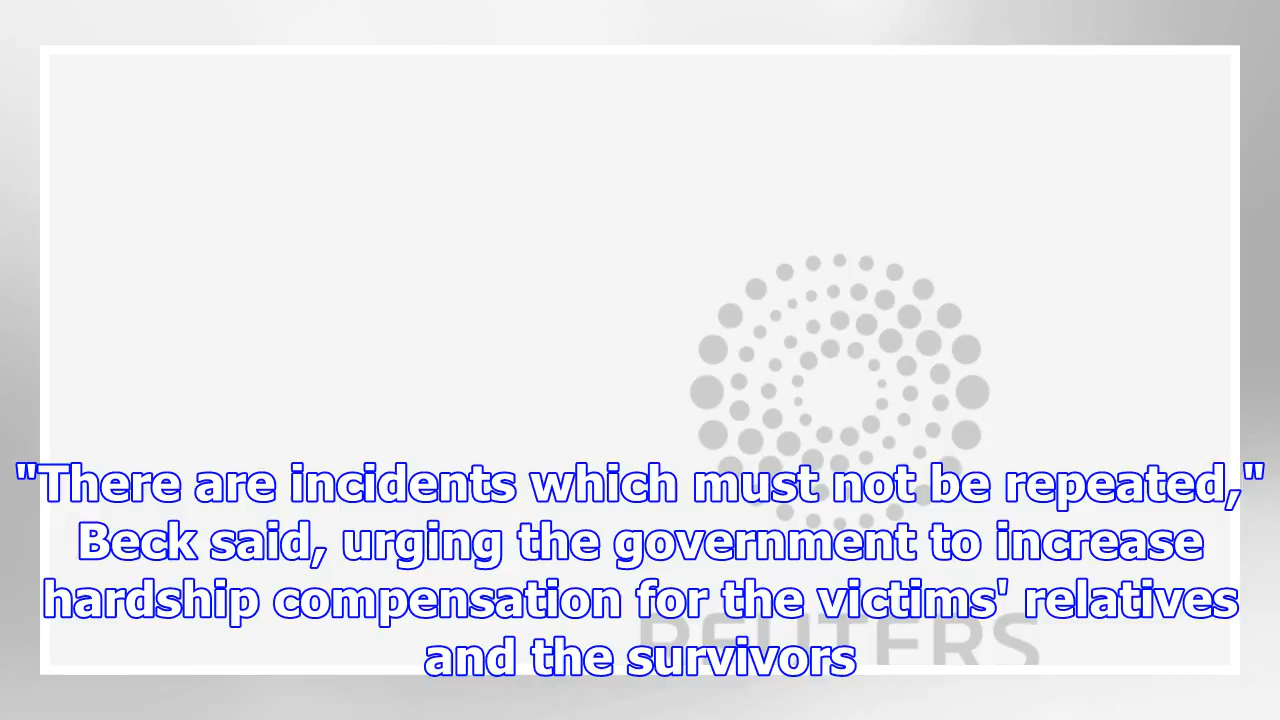 "There are incidents which must not be repeated,"
Beck said, urging the government to increase
hardship compensation for the victims' relatives
and the survivors
REUTERS